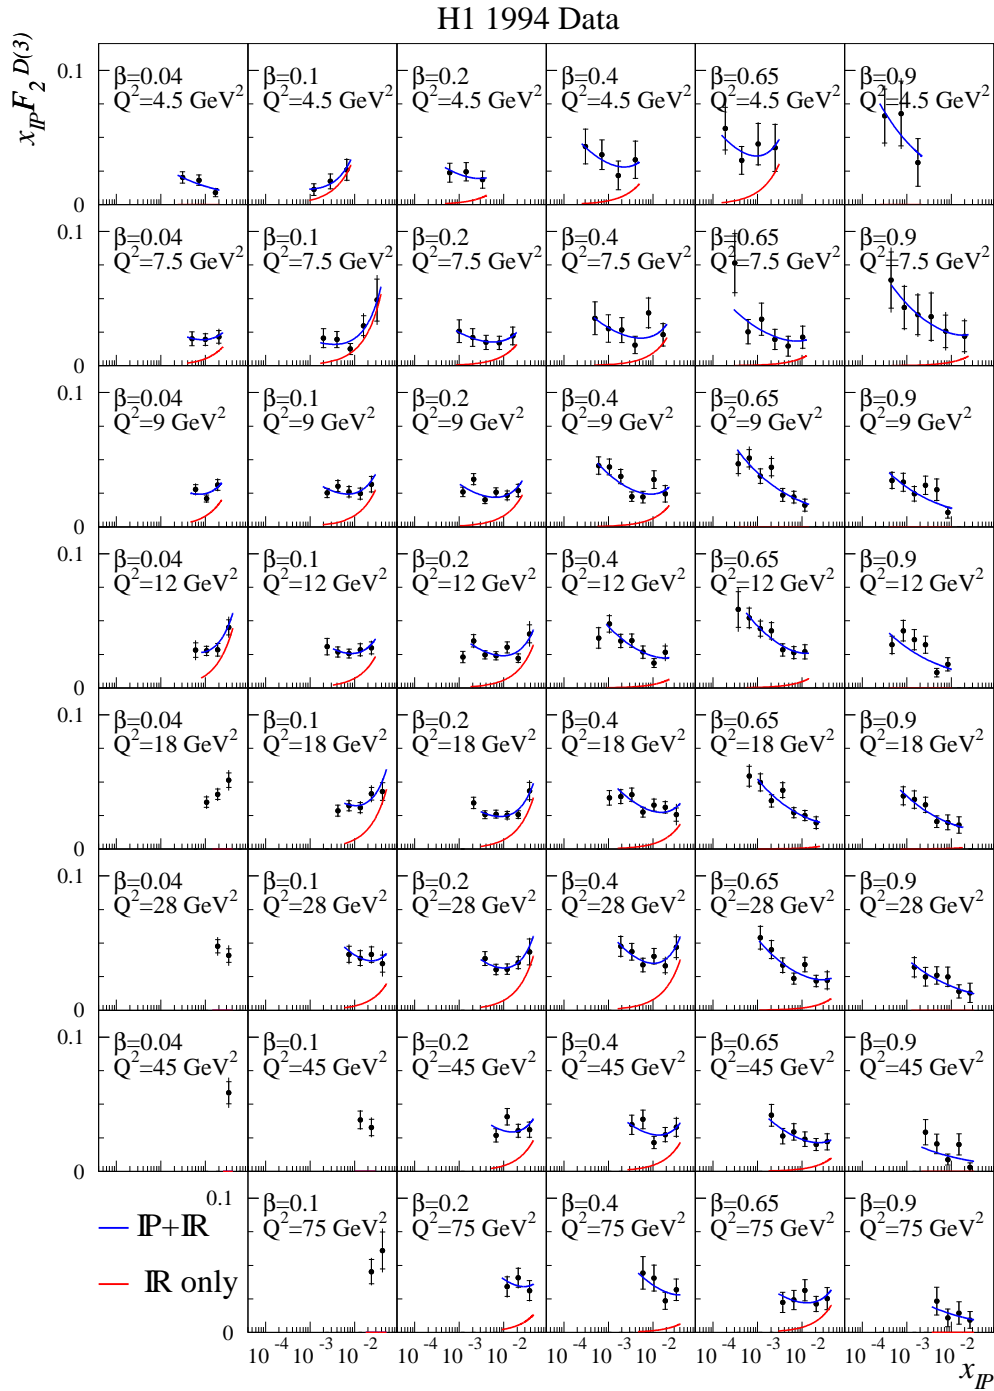 H1 1994 Data
x_IP F_2^D(3)
0.1
β=0.04 β=0.1 β=0.2 β=0.4 β=0.65 β=0.9
Q²=4.5 GeV² Q²=4.5 GeV² Q²=4.5 GeV² Q²=4.5 GeV² Q²=4.5 GeV² Q²=4.5 GeV²
0
0.1
β=0.04 β=0.1 β=0.2 β=0.4 β=0.65 β=0.9
Q²=7.5 GeV² Q²=7.5 GeV² Q²=7.5 GeV² Q²=7.5 GeV² Q²=7.5 GeV² Q²=7.5 GeV²
0
0.1
β=0.04 β=0.1 β=0.2 β=0.4 β=0.65 β=0.9
Q²=9 GeV² Q²=9 GeV² Q²=9 GeV² Q²=9 GeV² Q²=9 GeV² Q²=9 GeV²
0
0.1
β=0.04 β=0.1 β=0.2 β=0.4 β=0.65 β=0.9
Q²=12 GeV² Q²=12 GeV² Q²=12 GeV² Q²=12 GeV² Q²=12 GeV² Q²=12 GeV²
0
0.1
β=0.04 β=0.1 β=0.2 β=0.4 β=0.65 β=0.9
Q²=18 GeV² Q²=18 GeV² Q²=18 GeV² Q²=18 GeV² Q²=18 GeV² Q²=18 GeV²
0
0.1
β=0.04 β=0.1 β=0.2 β=0.4 β=0.65 β=0.9
Q²=28 GeV² Q²=28 GeV² Q²=28 GeV² Q²=28 GeV² Q²=28 GeV² Q²=28 GeV²
0
0.1
β=0.04 β=0.1 β=0.2 β=0.4 β=0.65 β=0.9
Q²=45 GeV² Q²=45 GeV² Q²=45 GeV² Q²=45 GeV² Q²=45 GeV² Q²=45 GeV²
0
0.1
β=0.1 β=0.2 β=0.4 β=0.65 β=0.9
Q²=75 GeV² Q²=75 GeV² Q²=75 GeV² Q²=75 GeV² Q²=75 GeV²
IP+IR
IR only
0
10⁻⁴ 10⁻³ 10⁻² 10⁻⁴ 10⁻³ 10⁻² 10⁻⁴ 10⁻³ 10⁻² 10⁻⁴ 10⁻³ 10⁻² 10⁻⁴ 10⁻³ 10⁻²
x_IP